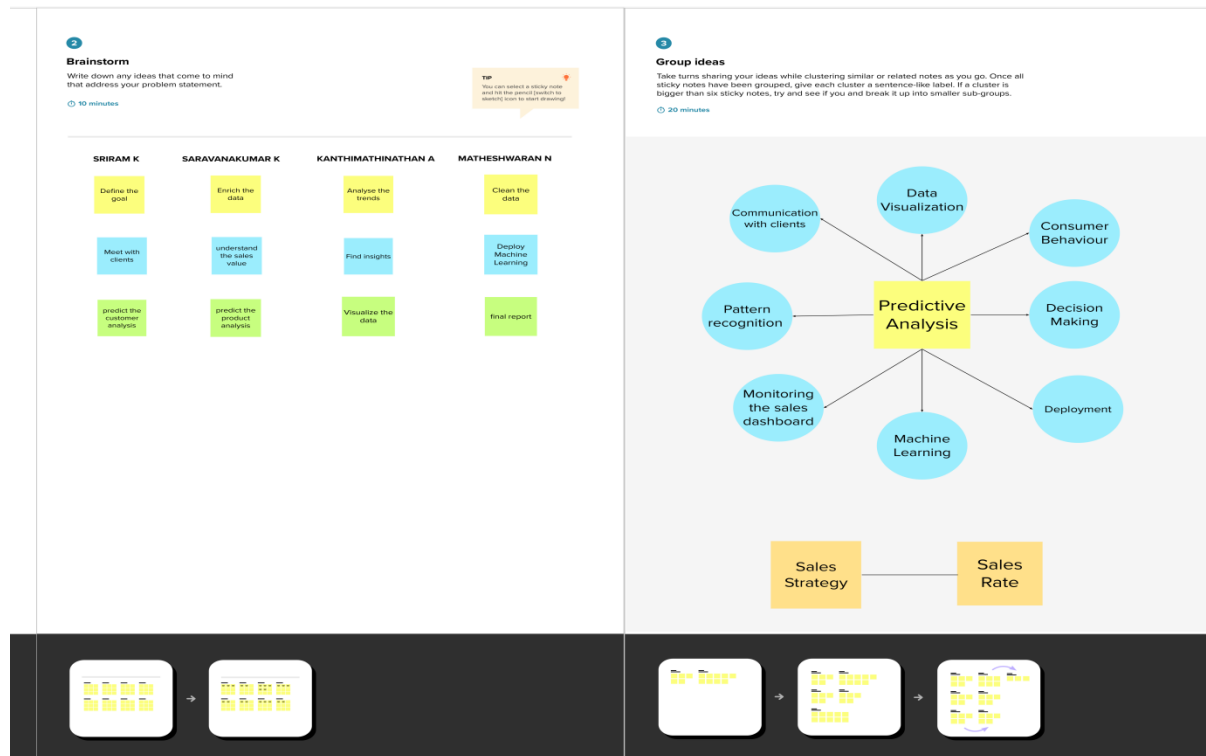 2
Brainstorm
Write down any ideas that come to mind
that address your problem statement.
10 minutes
TIP
You can select a sticky note
and hit the pencil [switch to
sketch] icon to start drawing!
SRIRAM K
SARAVANAKUMAR K
KANTHIMATHINATHAN A
MATHESHWARAN N
Define the
goal
Enrich the
data
Analyse the
trends
Clean the
data
Meet with
clients
understand
the sales
value
Find insights
Deploy
Machine
Learning
predict the
customer
analysis
predict the
product
analysis
Visualize the
data
final report
3
Group ideas
Take turns sharing your ideas while clustering similar or related notes as you go. Once all
sticky notes have been grouped, give each cluster a sentence-like label. If a cluster is
bigger than six sticky notes, try and see if you and break it up into smaller sub-groups.
20 minutes
Communication
with clients
Data
Visualization
Consumer
Behaviour
Pattern
recognition
Predictive
Analysis
Decision
Making
Monitoring
the sales
dashboard
Machine
Learning
Deployment
Sales
Strategy
Sales
Rate